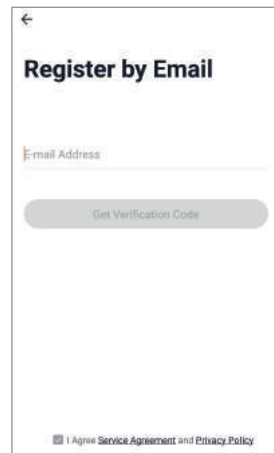 Register by Email
E-mail Address
Get Verification Code
I Agree Service Agreement and Privacy Policy